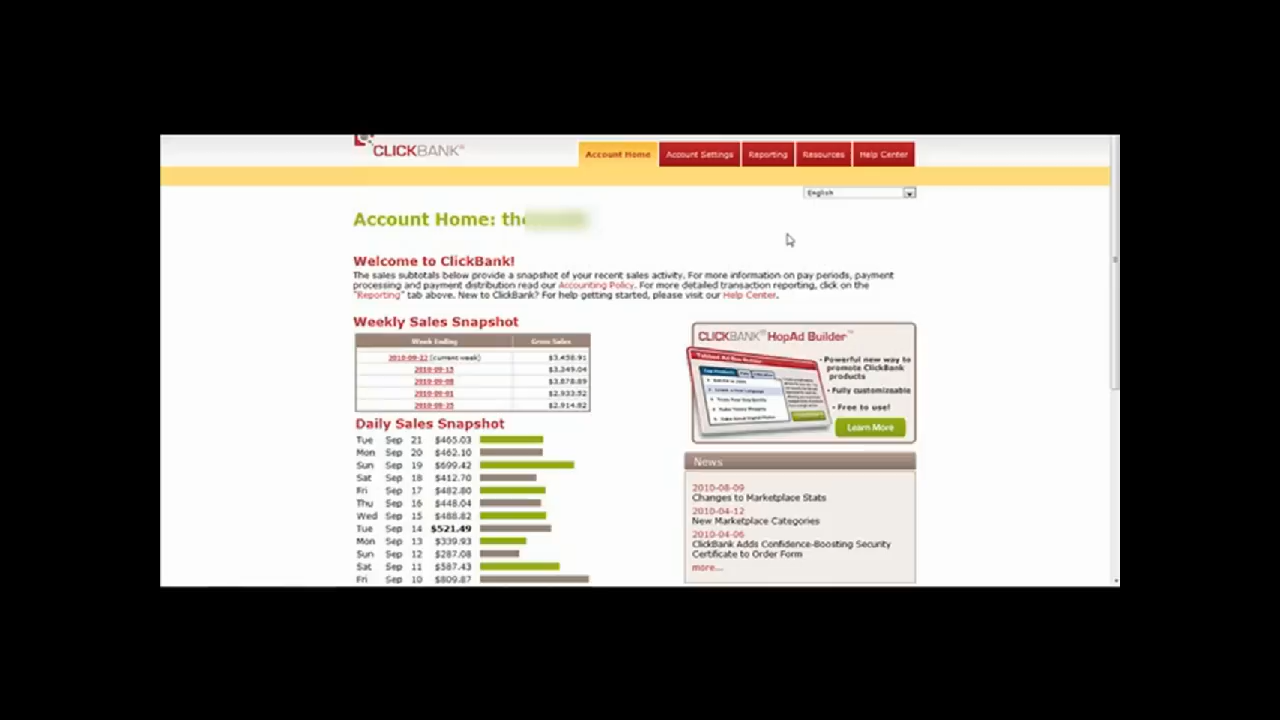 CLICKBANK
Account Home
Account Settings
Reporting
Resources
Help Center
English
Account Home: the
Welcome to ClickBank!
The sales subtotals below provide a snapshot of your recent sales activity. For more information on pay periods, payment
processing and payment distribution read our Accounting Policy. For more detailed transaction reporting, click on the
"Reporting" tab above. New to ClickBank? For help getting started, please visit our Help Center.
Weekly Sales Snapshot
Week Ending Gross Sales
2010-09-22 (current week) $3,458.91
2010-09-15 $3,349.04
2010-09-08 $3,878.89
2010-09-01 $2,933.52
2010-08-25 $2,914.82
Daily Sales Snapshot
Tue Sep 21 $465.03
Mon Sep 20 $462.10
Sun Sep 19 $699.42
Sat Sep 18 $412.70
Fri Sep 17 $482.80
Thu Sep 16 $448.04
Wed Sep 15 $488.82
Tue Sep 14 $521.49
Mon Sep 13 $339.93
Sun Sep 12 $287.08
Sat Sep 11 $587.43
Fri Sep 10 $809.87
CLICKBANK® HopAd Builder™
• Powerful new way to
promote ClickBank
products
• Fully customizeable
• Free to use!
Learn More
News
2010-08-09
Changes to Marketplace Stats
2010-04-12
New Marketplace Categories
2010-04-06
ClickBank Adds Confidence-Boosting Security
Certificate to Order Form
more...